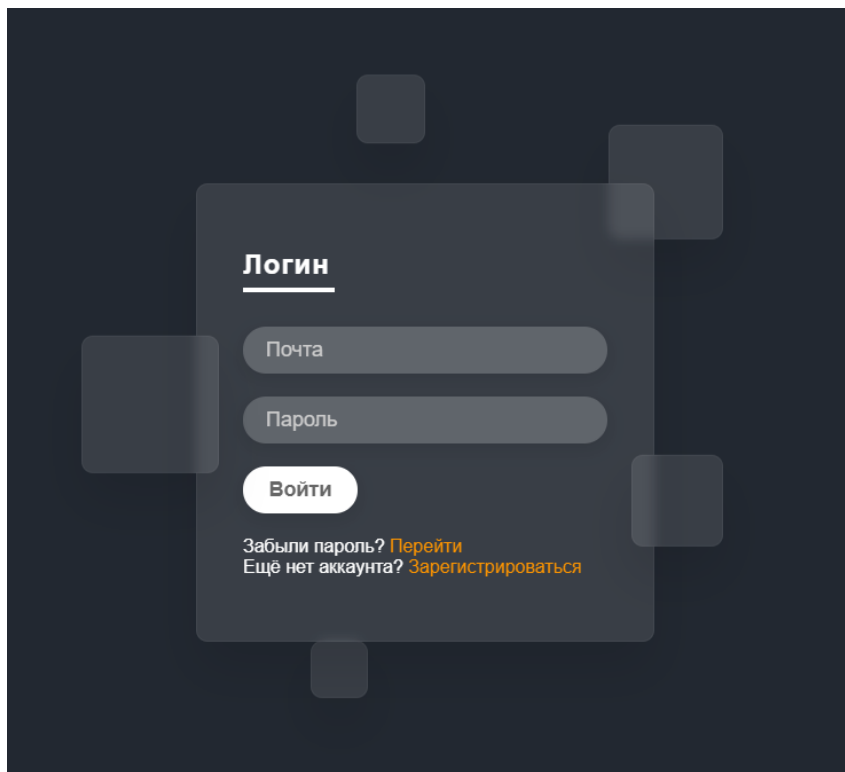 Логин
Почта
Пароль
Войти
Забыли пароль? Перейти
Ещё нет аккаунта? Зарегистрироваться